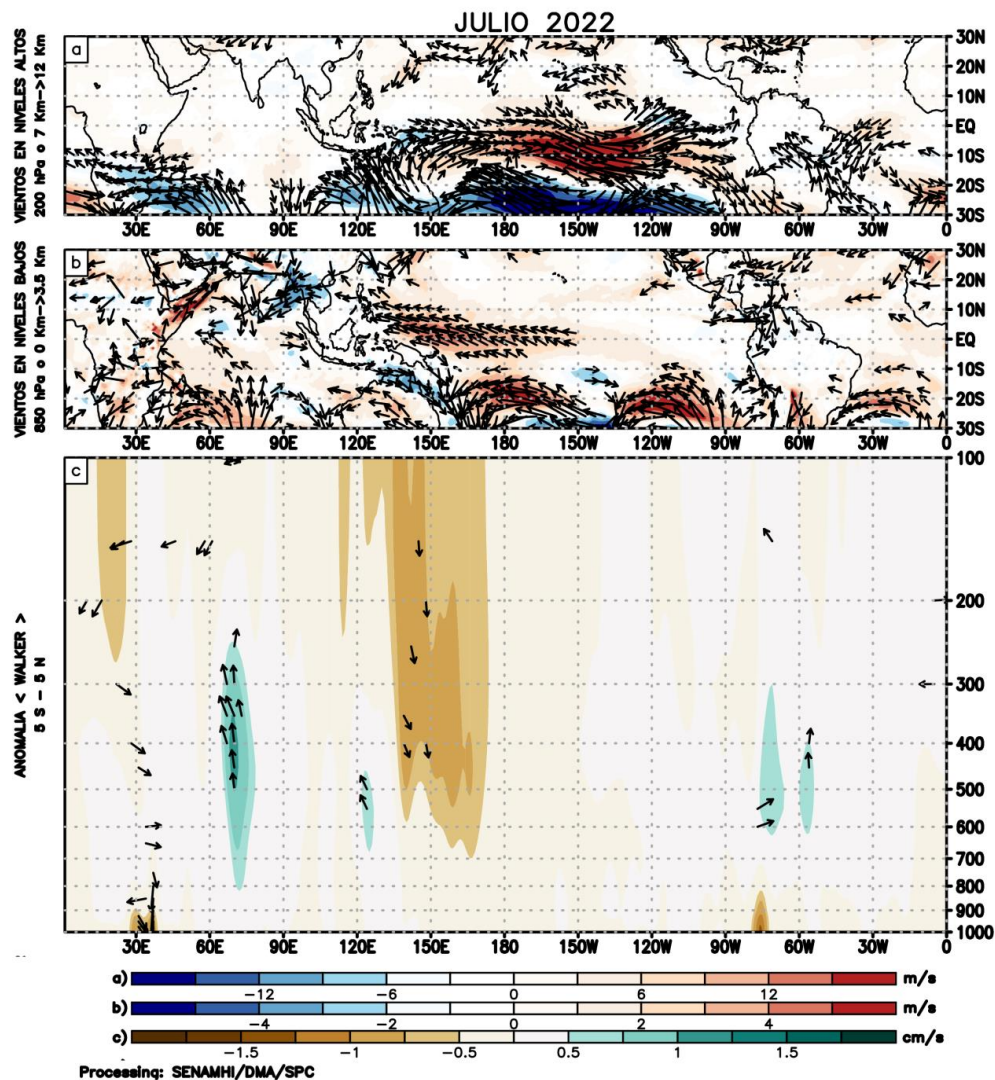 JULIO 2022
VIENTOS EN NIVELES ALTOS
200 hPa o 7 Km->12 Km
a
30N
20N
10N
EQ
10S
20S
30S
30E 60E 90E 120E 150E 180 150W 120W 90W 60W 30W 0
VIENTOS EN NIVELES BAJOS
850 hPa o 0 Km->3.5 Km
b
30N
20N
10N
EQ
10S
20S
30S
30E 60E 90E 120E 150E 180 150W 120W 90W 60W 30W 0
ANOMALIA < WALKER >
5 S - 5 N
c
100
200
300
400
500
600
700
800
900
1000
30E 60E 90E 120E 150E 180 150W 120W 90W 60W 30W 0
a) m/s
-12 -6 0 6 12
b) m/s
-4 -2 0 2 4
c) cm/s
-1.5 -1 -0.5 0.5 1 1.5
Processing: SENAMHI/DMA/SPC